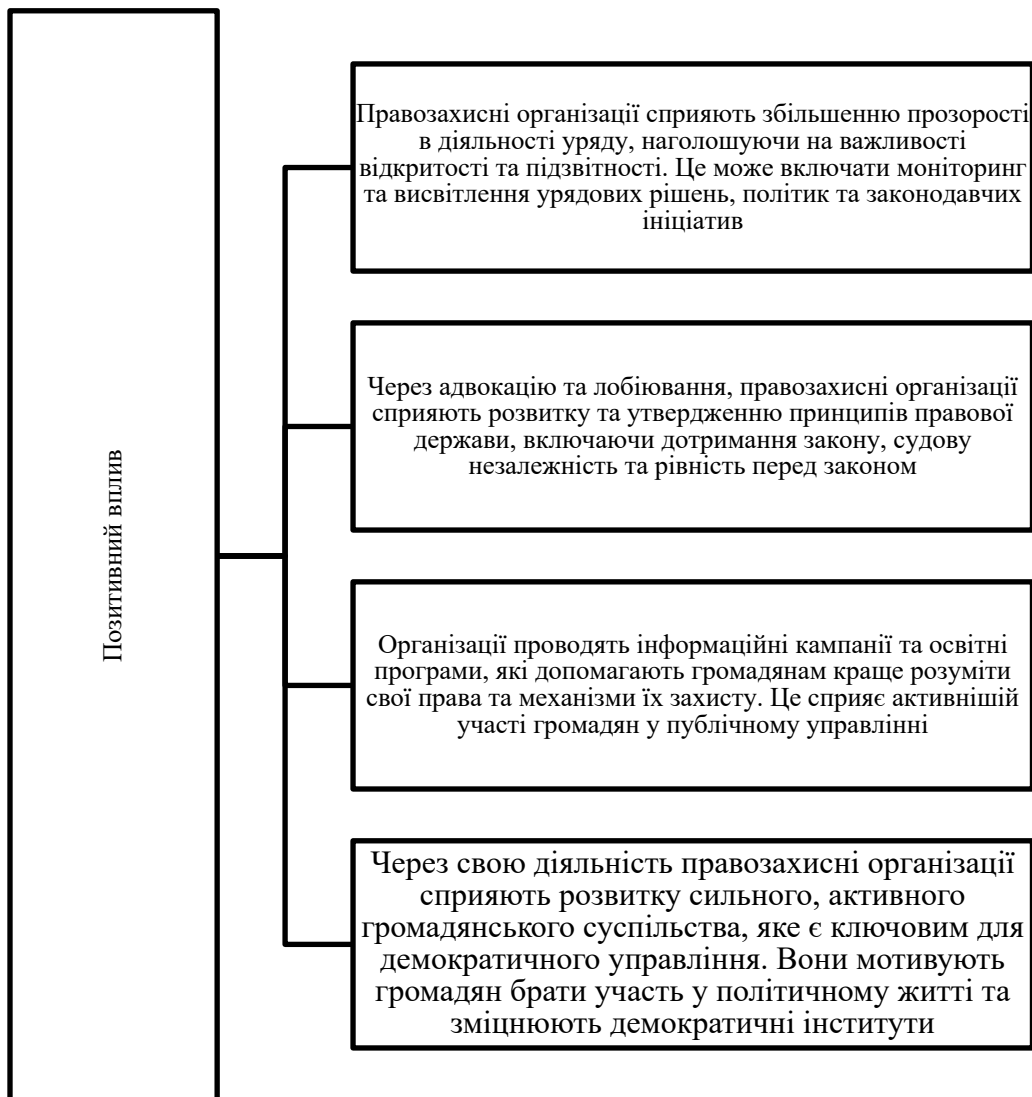 Позитивний вплив
Правозахисні організації сприяють збільшенню прозорості
в діяльності уряду, наголошуючи на важливості
відкритості та підзвітності. Це може включати моніторинг
та висвітлення урядових рішень, політик та законодавчих
ініціатив
Через адвокацію та лобіювання, правозахисні організації
сприяють розвитку та утвердженню принципів правової
держави, включаючи дотримання закону, судову
незалежність та рівність перед законом
Організації проводять інформаційні кампанії та освітні
програми, які допомагають громадянам краще розуміти
свої права та механізми їх захисту. Це сприяє активнішій
участі громадян у публічному управлінні
Через свою діяльність правозахисні організації
сприяють розвитку сильного, активного
громадянського суспільства, яке є ключовим для
демократичного управління. Вони мотивують
громадян брати участь у політичному житті та
зміцнюють демократичні інститути